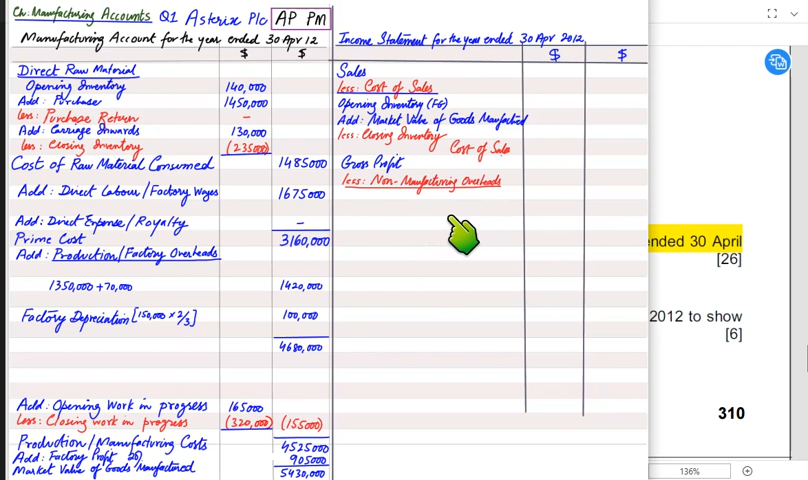 Ch: Manufacturing Accounts Q1 Asterix Plc AP PM
Manufacturing Account for the year ended 30 Apr 12
$ $
Direct Raw Material
Opening Inventory 140,000
Add: Purchase 1450,000
less: Purchase Return –
Add: Carriage Inwards 130,000
less: Closing Inventory (235000)
Cost of Raw Material Consumed 1485000
Add: Direct Labour/Factory Wages 1675000
Add: Direct Expense/Royalty –
Prime Cost 3160,000
Add: Production/Factory Overheads
1350,000 + 70,000 1420,000
Factory Depreciation [150,000 x 2/3] 100,000
4680,000
Add: Opening Work in progress 165000
less: Closing work in progress (320,000) (155000)
Production/Manufacturing Costs 4525000
Add: Factory Profit 20) 905000
Market Value of Goods Manufactured 5430,000
Income Statement for the year ended 30 Apr 2012.
$ $
Sales
less: Cost of Sales
Opening Inventory (FG)
Add: Market Value of Goods Manufactured
less: Closing Inventory
Cost of Sales
Gross Profit
less: Non-Manufacturing Overheads
ended 30 April
[26]
2012 to show
[6]
310
136%